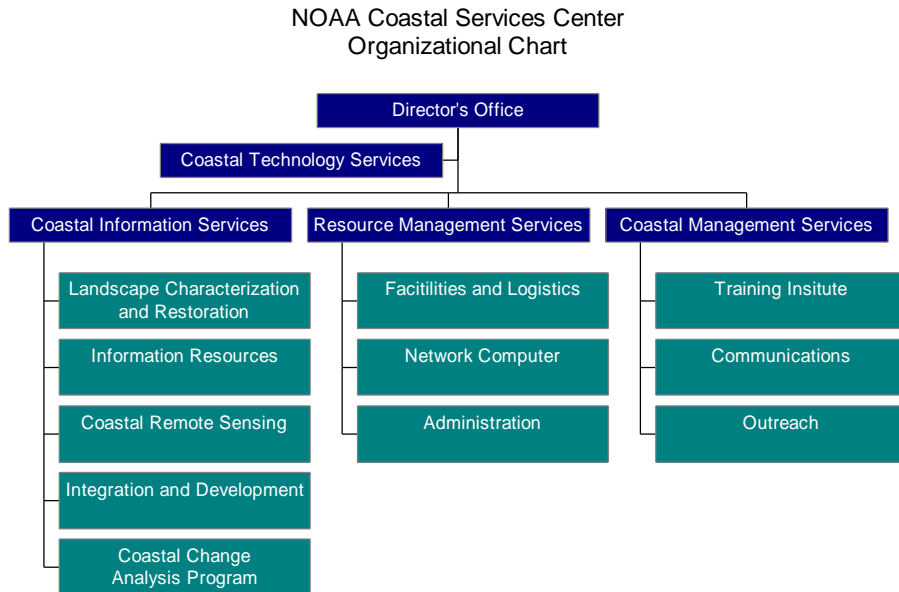 NOAA Coastal Services Center
Organizational Chart
Director's Office
Coastal Technology Services
Coastal Information Services
Resource Management Services
Coastal Management Services
Landscape Characterization
and Restoration
Facitilities and Logistics
Training Insitute
Information Resources
Network Computer
Communications
Coastal Remote Sensing
Administration
Outreach
Integration and Development
Coastal Change
Analysis Program